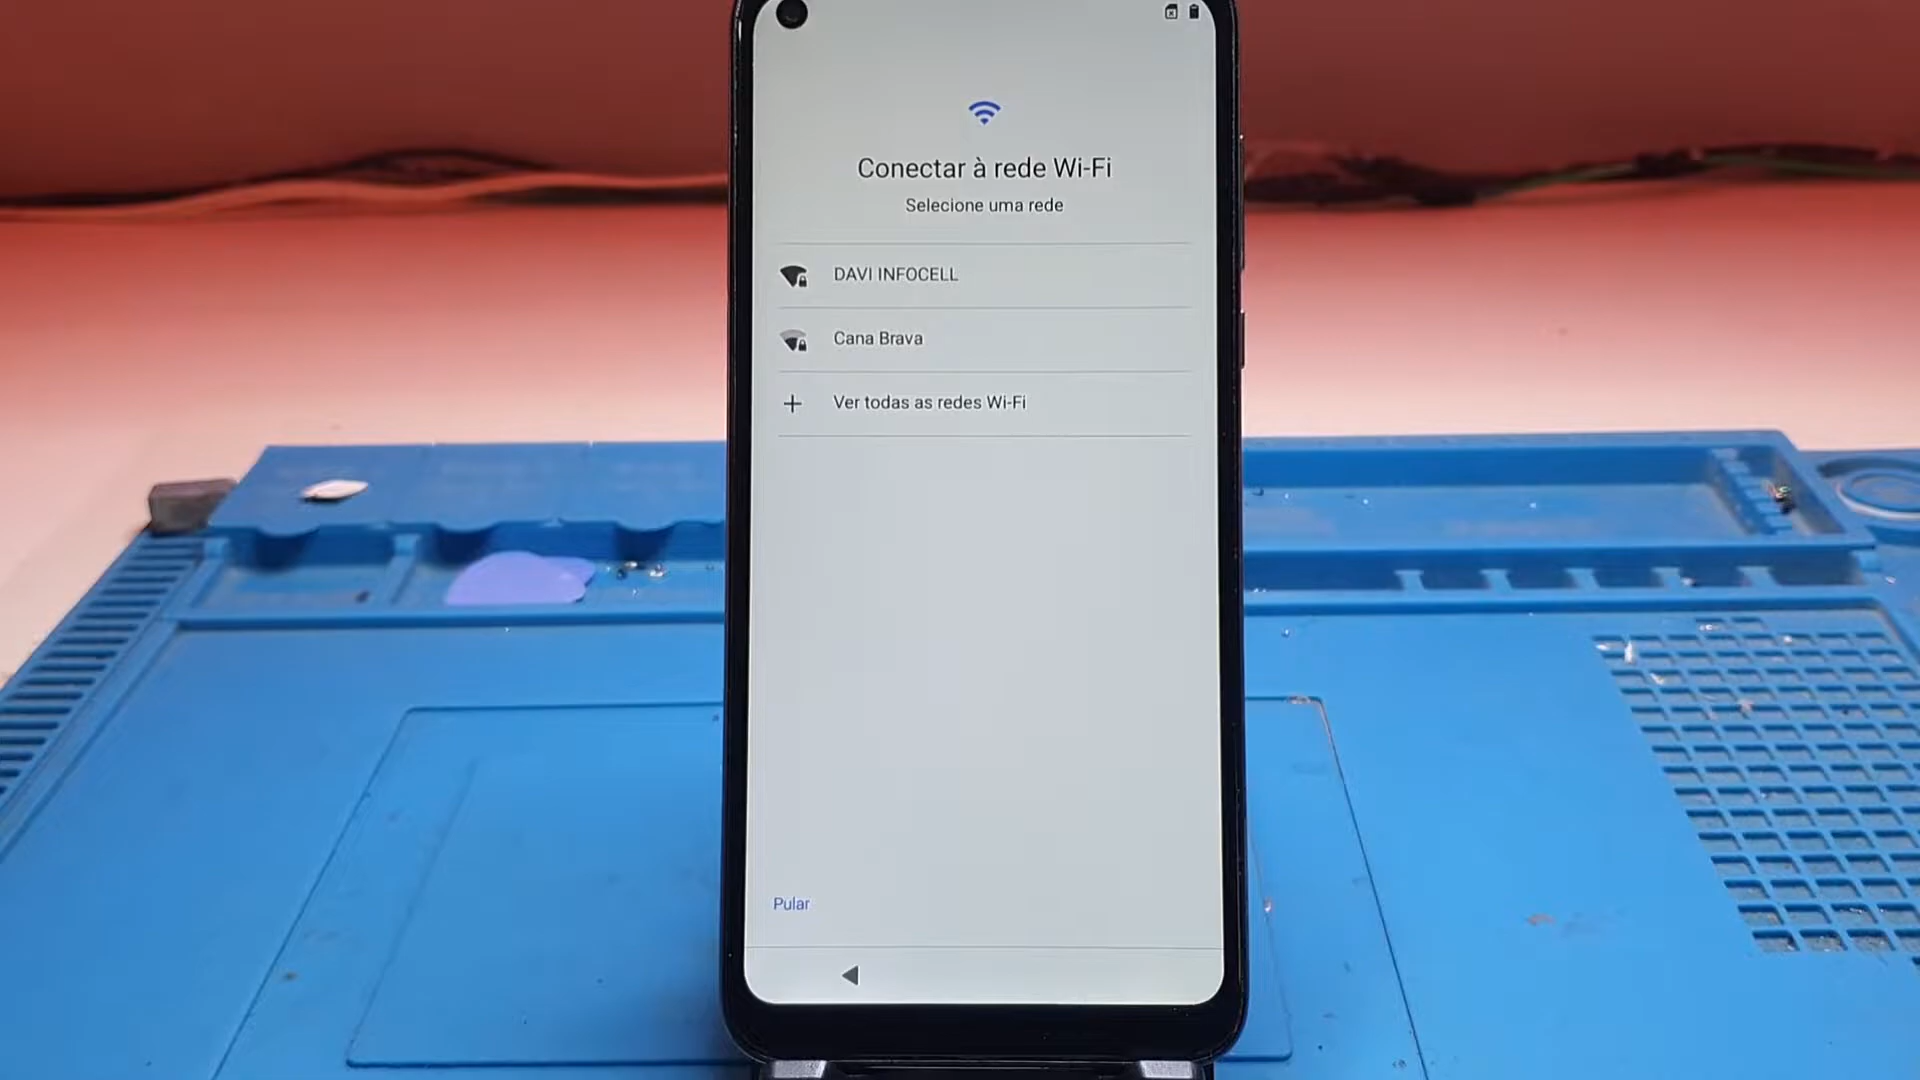 Conectar à rede Wi-Fi
Selecione uma rede
DAVI INFOCELL
Cana Brava
Ver todas as redes Wi-Fi
Pular